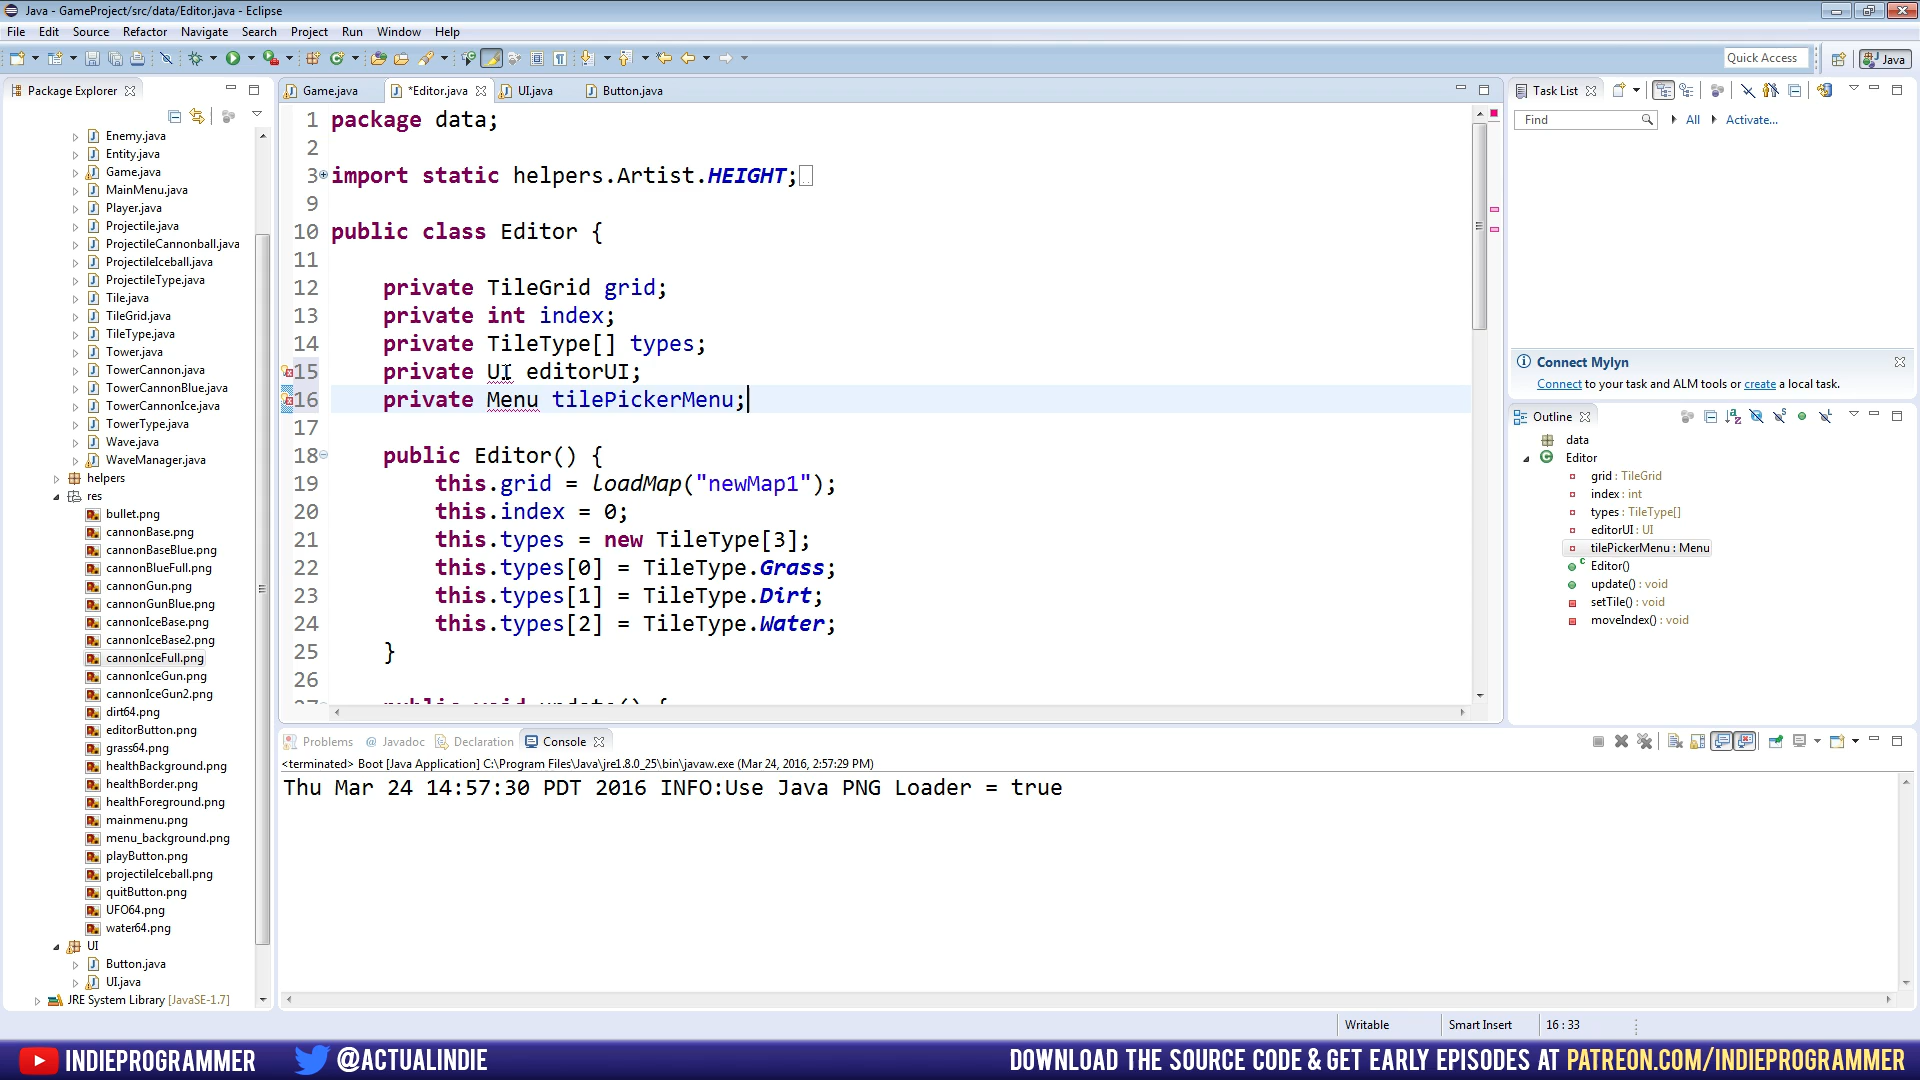 Java - GameProject/src/data/Editor.java - Eclipse
File Edit Source Refactor Navigate Search Project Run Window Help
Quick Access
Java
Package Explorer
Enemy.java
Entity.java
Game.java
MainMenu.java
Player.java
Projectile.java
ProjectileCannonball.java
ProjectileIceball.java
ProjectileType.java
Tile.java
TileGrid.java
TileType.java
Tower.java
TowerCannon.java
TowerCannonBlue.java
TowerCannonIce.java
TowerType.java
Wave.java
WaveManager.java
helpers
res
bullet.png
cannonBase.png
cannonBaseBlue.png
cannonBlueFull.png
cannonGun.png
cannonGunBlue.png
cannonIceBase.png
cannonIceBase2.png
cannonIceFull.png
cannonIceGun.png
cannonIceGun2.png
dirt64.png
editorButton.png
grass64.png
healthBackground.png
healthBorder.png
healthForeground.png
mainmenu.png
menu_background.png
playButton.png
projectileIceball.png
quitButton.png
UFO64.png
water64.png
UI
Button.java
UI.java
JRE System Library [JavaSE-1.7]
Game.java *Editor.java UI.java Button.java
1 package data;
2
3 import static helpers.Artist.HEIGHT;
9
10 public class Editor {
11
12 private TileGrid grid;
13 private int index;
14 private TileType[] types;
15 private UI editorUI;
16 private Menu tilePickerMenu;
17
18 public Editor() {
19 this.grid = loadMap("newMap1");
20 this.index = 0;
21 this.types = new TileType[3];
22 this.types[0] = TileType.Grass;
23 this.types[1] = TileType.Dirt;
24 this.types[2] = TileType.Water;
25 }
26
27 public void update() {
Task List
Find All Activate...
Connect Mylyn
Connect to your task and ALM tools or create a local task.
Outline
data
Editor
grid : TileGrid
index : int
types : TileType[]
editorUI : UI
tilePickerMenu : Menu
Editor()
update() : void
setTile() : void
moveIndex() : void
Problems @ Javadoc Declaration Console
<terminated> Boot [Java Application] C:\Program Files\Java\jre1.8.0_25\bin\javaw.exe (Mar 24, 2016, 2:57:29 PM)
Thu Mar 24 14:57:30 PDT 2016 INFO:Use Java PNG Loader = true
Writable Smart Insert 16 : 33
INDIEPROGRAMMER @ACTUALINDIE DOWNLOAD THE SOURCE CODE & GET EARLY EPISODES AT PATREON.COM/INDIEPROGRAMMER